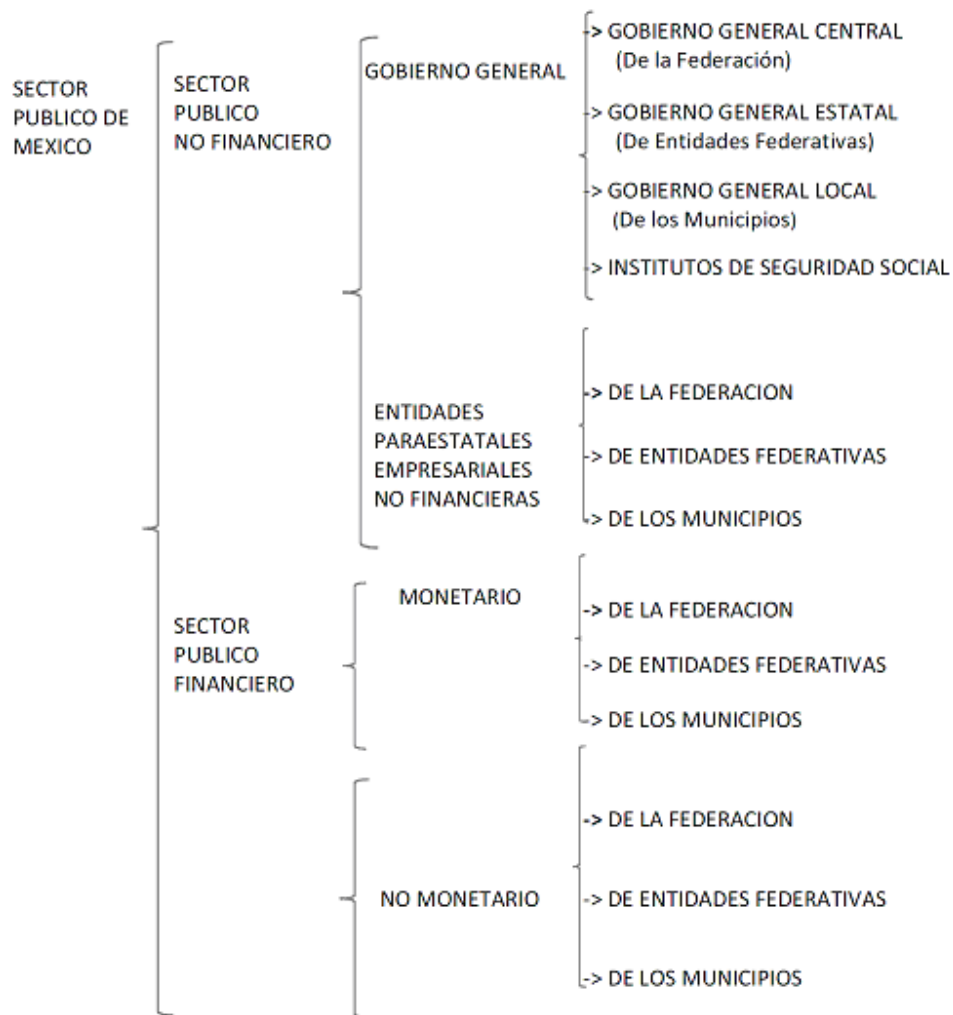 SECTOR
PUBLICO DE
MEXICO
SECTOR
PUBLICO
NO FINANCIERO
GOBIERNO GENERAL
-> GOBIERNO GENERAL CENTRAL
(De la Federación)
-> GOBIERNO GENERAL ESTATAL
(De Entidades Federativas)
-> GOBIERNO GENERAL LOCAL
(De los Municipios)
-> INSTITUTOS DE SEGURIDAD SOCIAL
ENTIDADES
PARAESTATALES
EMPRESARIALES
NO FINANCIERAS
-> DE LA FEDERACION
-> DE ENTIDADES FEDERATIVAS
-> DE LOS MUNICIPIOS
SECTOR
PUBLICO
FINANCIERO
MONETARIO
-> DE LA FEDERACION
-> DE ENTIDADES FEDERATIVAS
-> DE LOS MUNICIPIOS
NO MONETARIO
-> DE LA FEDERACION
-> DE ENTIDADES FEDERATIVAS
-> DE LOS MUNICIPIOS